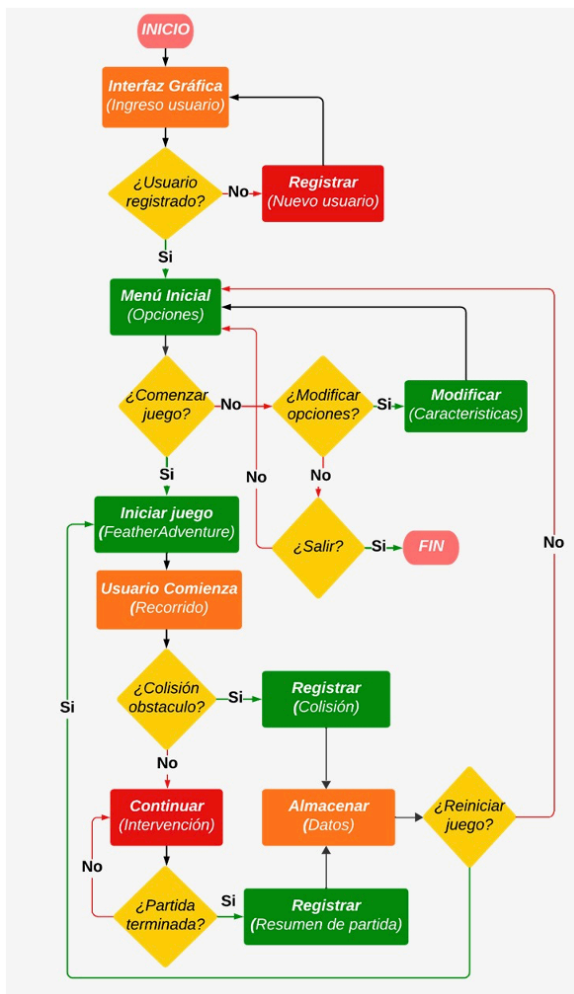 INICIO
Interfaz Gráfica
(Ingreso usuario)
¿Usuario
registrado?
No
Registrar
(Nuevo usuario)
Si
Menú Inicial
(Opciones)
¿Comenzar
juego?
No
¿Modificar
opciones?
Si
Modificar
(Caracteristicas)
Si
No
No
Iniciar juego
(FeatherAdventure)
¿Salir?
Si
FIN
No
Usuario Comienza
(Recorrido)
¿Colisión
obstaculo?
Si
Registrar
(Colisión)
Si
No
Continuar
(Intervención)
Almacenar
(Datos)
¿Reiniciar
juego?
No
¿Partida
terminada?
Si
Registrar
(Resumen de partida)